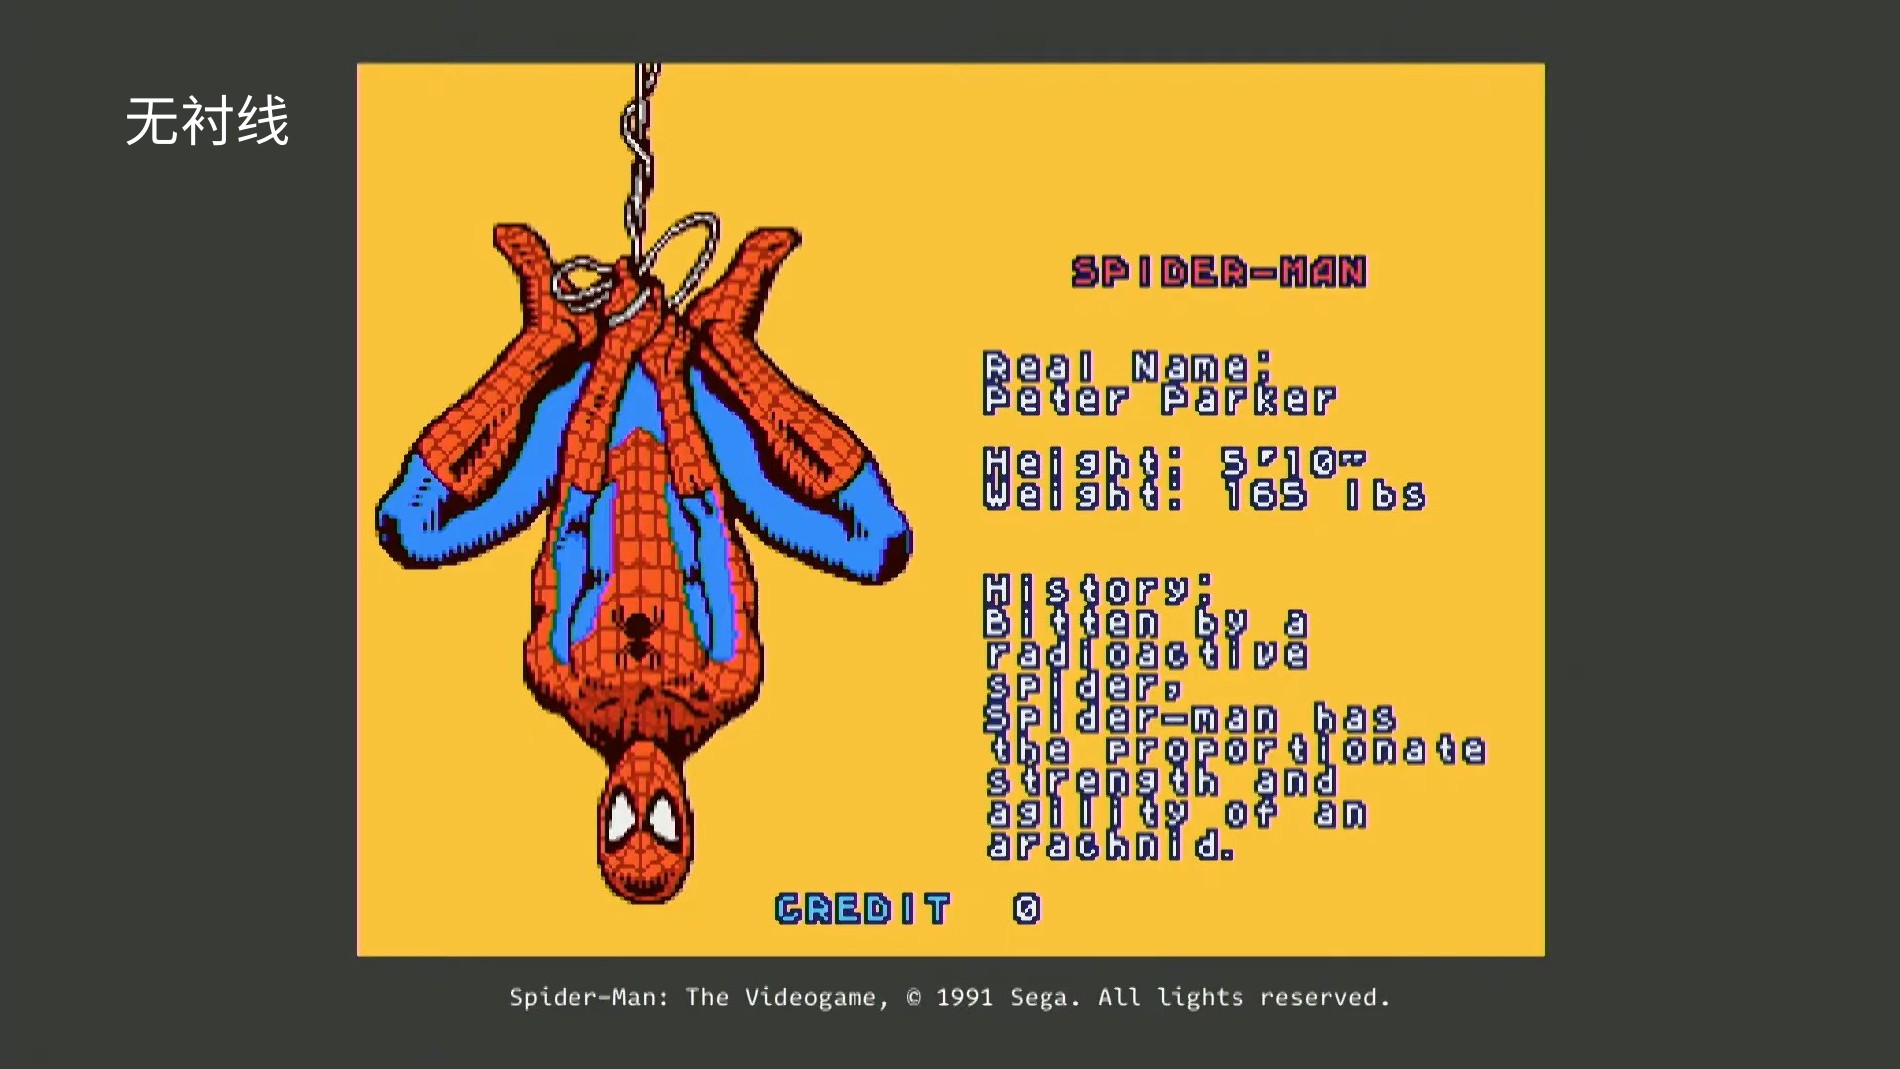 无衬线
SPIDER-MAN
Real Name:
Peter Parker
Height: 5'10"
Weight: 165 lbs
History:
Bitten by a
radioactive
spider,
Spider-man has
the proportionate
strength and
agility of an
arachnid.
CREDIT 0
Spider-Man: The Videogame, © 1991 Sega. All lights reserved.